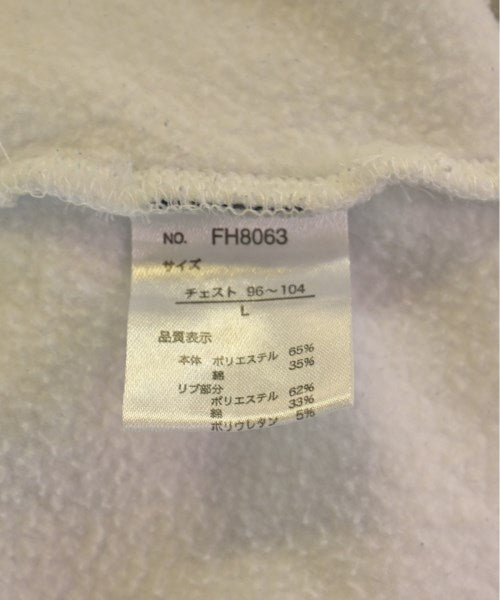 NO. FH8063
サイズ
チェスト 96〜104
L
品質表示
本体 ポリエステル 65%
綿 35%
リブ部分
ポリエステル 62%
綿 33%
ポリウレタン 5%